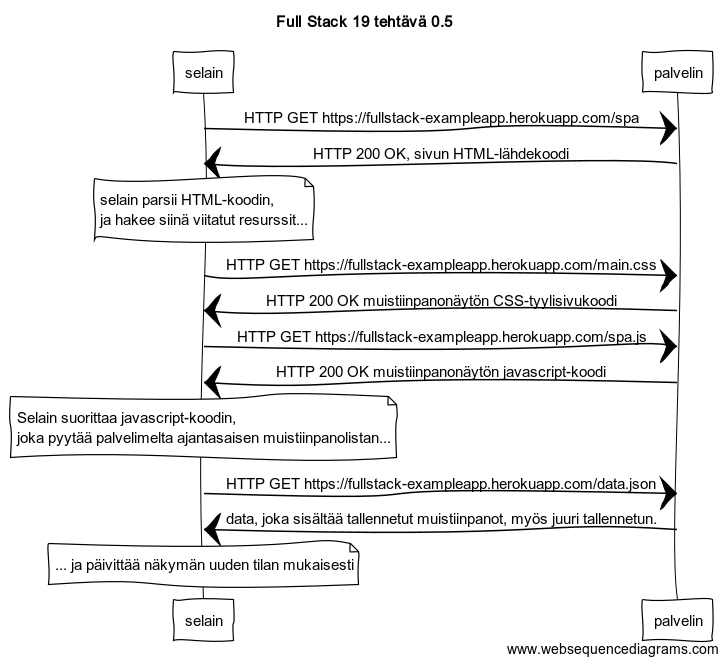 Full Stack 19 tehtävä 0.5
selain
palvelin
HTTP GET https://fullstack-exampleapp.herokuapp.com/spa
HTTP 200 OK, sivun HTML-lähdekoodi
selain parsii HTML-koodin,
ja hakee siinä viitatut resurssit...
HTTP GET https://fullstack-exampleapp.herokuapp.com/main.css
HTTP 200 OK muistiinpanonäytön CSS-tyylisivukoodi
HTTP GET https://fullstack-exampleapp.herokuapp.com/spa.js
HTTP 200 OK muistiinpanonäytön javascript-koodi
Selain suorittaa javascript-koodin,
joka pyytää palvelimelta ajantasaisen muistiinpanolistan...
HTTP GET https://fullstack-exampleapp.herokuapp.com/data.json
data, joka sisältää tallennetut muistiinpanot, myös juuri tallennetun.
... ja päivittää näkymän uuden tilan mukaisesti
selain
palvelin
www.websequencediagrams.com